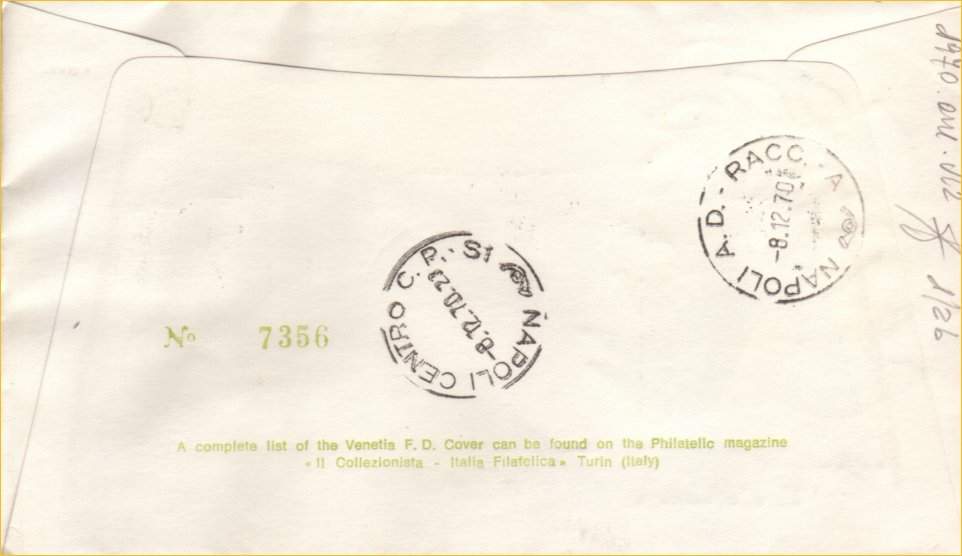 NAPOLI A.D. - RACC. - A
-8.12.70
NAPOLI CENTRO C.P. - S1
-8.12.70.23
No 7356
A complete list of the Venetia F. D. Cover can be found on the Philatelic magazine
« Il Collezionista - Italia Filatelica » Turin (Italy)